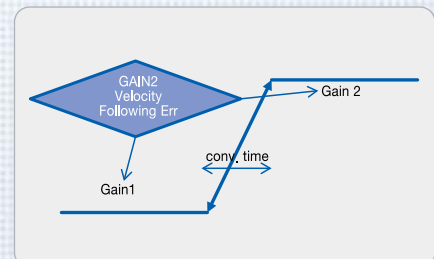 GAIN2
Velocity
Following Err
Gain 2
conv. time
Gain1